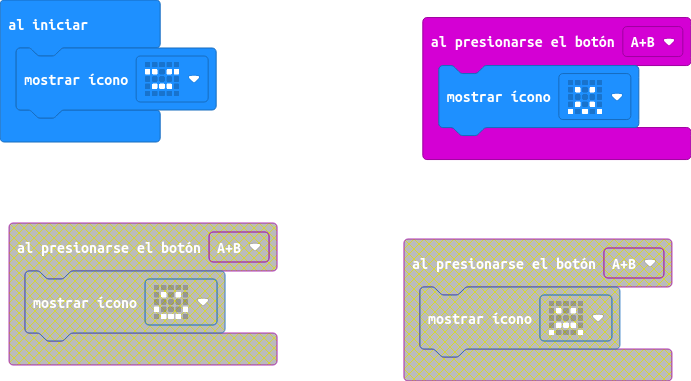 al iniciar
mostrar ícono
al presionarse el botón A+B
mostrar ícono
al presionarse el botón A+B
mostrar ícono
al presionarse el botón A+B
mostrar ícono